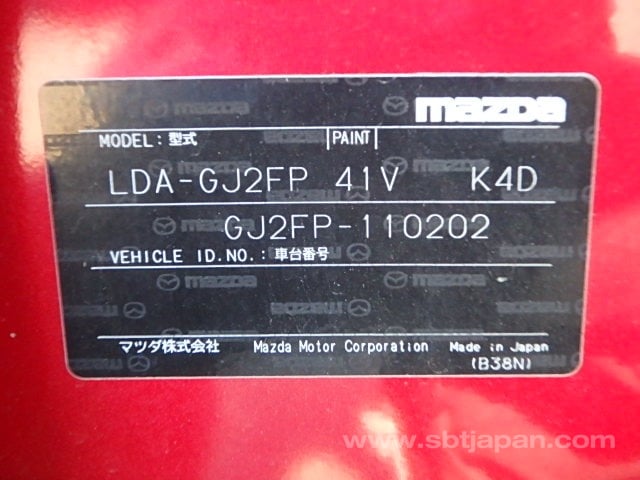 mazda
MODEL: 型式 PAINT
LDA-GJ2FP 41V K4D
GJ2FP-110202
VEHICLE ID.NO.: 車台番号
マツダ株式会社 Mazda Motor Corporation Made in Japan
(B38N)
www.sbtjapan.com